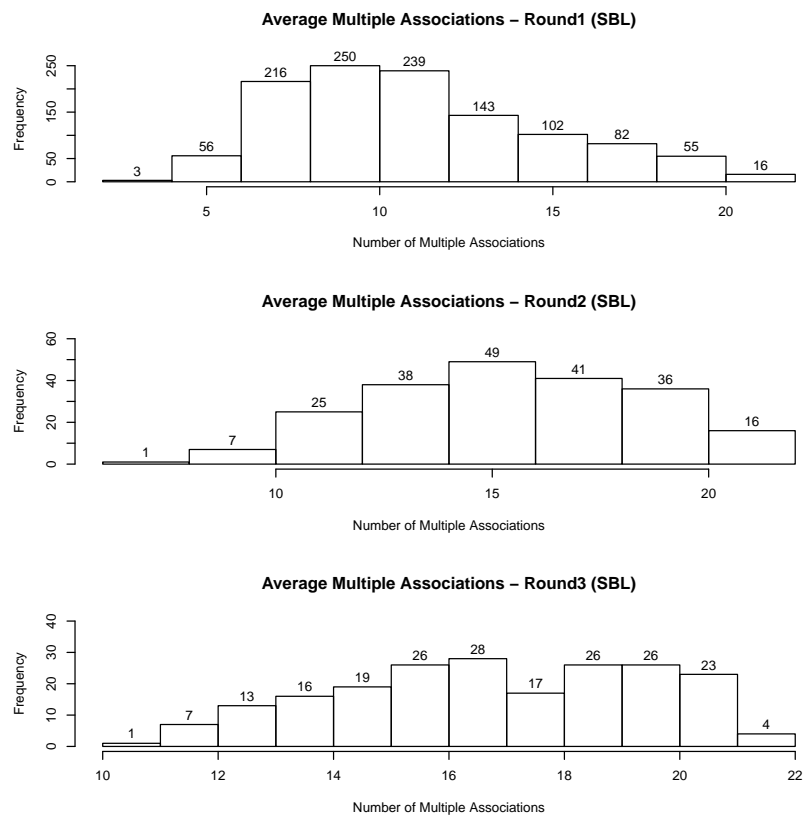 Average Multiple Associations – Round1 (SBL)
Frequency
0 50 150 250
3 56 216 250 239 143 102 82 55 16
5 10 15 20
Number of Multiple Associations
Average Multiple Associations – Round2 (SBL)
Frequency
0 20 40 60
1 7 25 38 49 41 36 16
10 15 20
Number of Multiple Associations
Average Multiple Associations – Round3 (SBL)
Frequency
0 10 20 30 40
1 7 13 16 19 26 28 17 26 26 23 4
10 12 14 16 18 20 22
Number of Multiple Associations